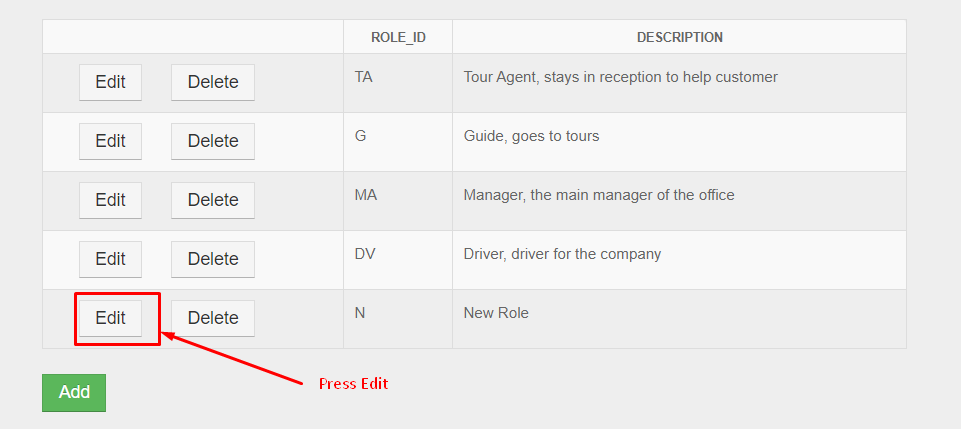 ROLE_ID DESCRIPTION
Edit Delete TA Tour Agent, stays in reception to help customer
Edit Delete G Guide, goes to tours
Edit Delete MA Manager, the main manager of the office
Edit Delete DV Driver, driver for the company
Edit Delete N New Role
Press Edit
Add